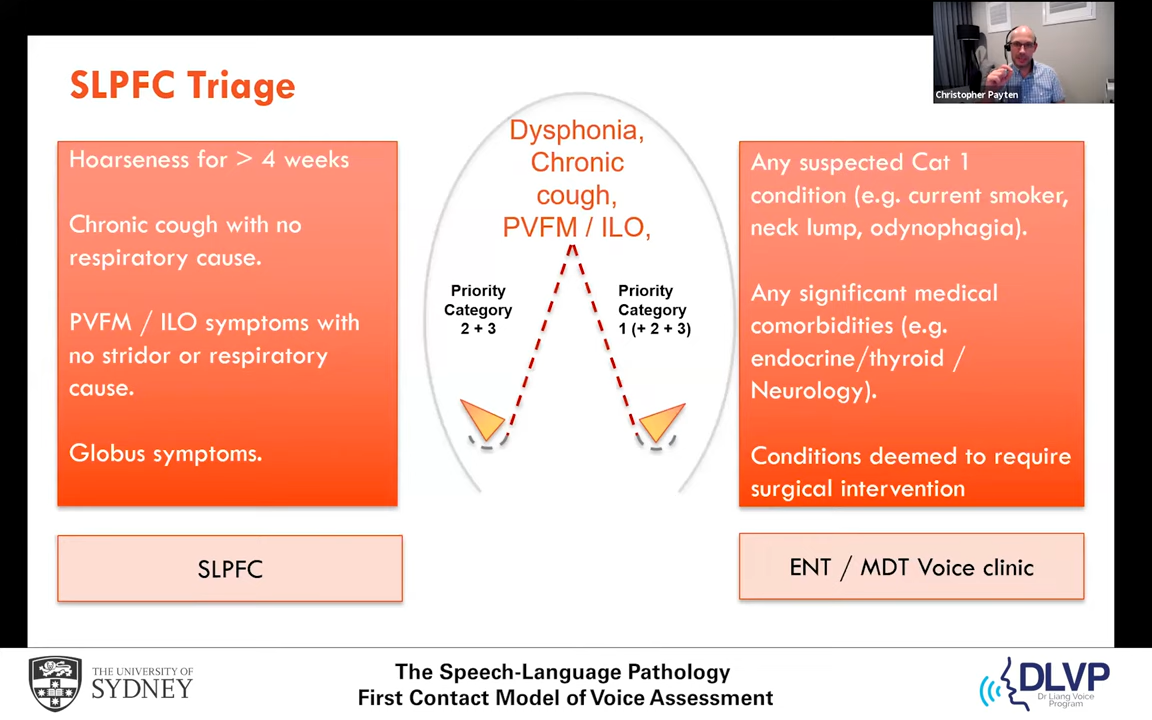 SLPFC Triage
Christopher Payten
Hoarseness for > 4 weeks
Chronic cough with no
respiratory cause.
PVFM / ILO symptoms with
no stridor or respiratory
cause.
Globus symptoms.
SLPFC
Dysphonia,
Chronic
cough,
PVFM / ILO,
Priority
Category
2 + 3
Priority
Category
1 (+ 2 + 3)
Any suspected Cat 1
condition (e.g. current smoker,
neck lump, odynophagia).
Any significant medical
comorbidities (e.g.
endocrine/thyroid /
Neurology).
Conditions deemed to require
surgical intervention
ENT / MDT Voice clinic
THE UNIVERSITY OF
SYDNEY
The Speech-Language Pathology
First Contact Model of Voice Assessment
DLVP
Dr Liang Voice
Program